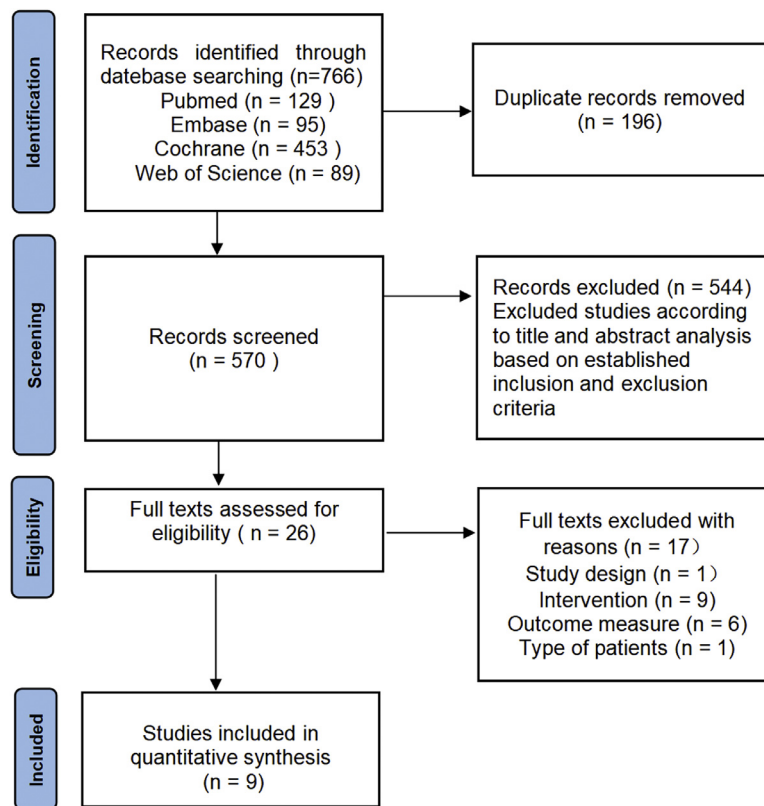 Identification
Records identified through
datebase searching (n=766)
Pubmed (n = 129 )
Embase (n = 95)
Cochrane (n = 453 )
Web of Science (n = 89)
Duplicate records removed
(n = 196)
Screening
Records screened
(n = 570 )
Records excluded (n = 544)
Excluded studies according
to title and abstract analysis
based on established
inclusion and exclusion
criteria
Eligibility
Full texts assessed for
eligibility ( n = 26)
Full texts excluded with
reasons (n = 17）
Study design (n = 1）
Intervention (n = 9)
Outcome measure (n = 6)
Type of patients (n = 1)
Included
Studies included in
quantitative synthesis
(n = 9)